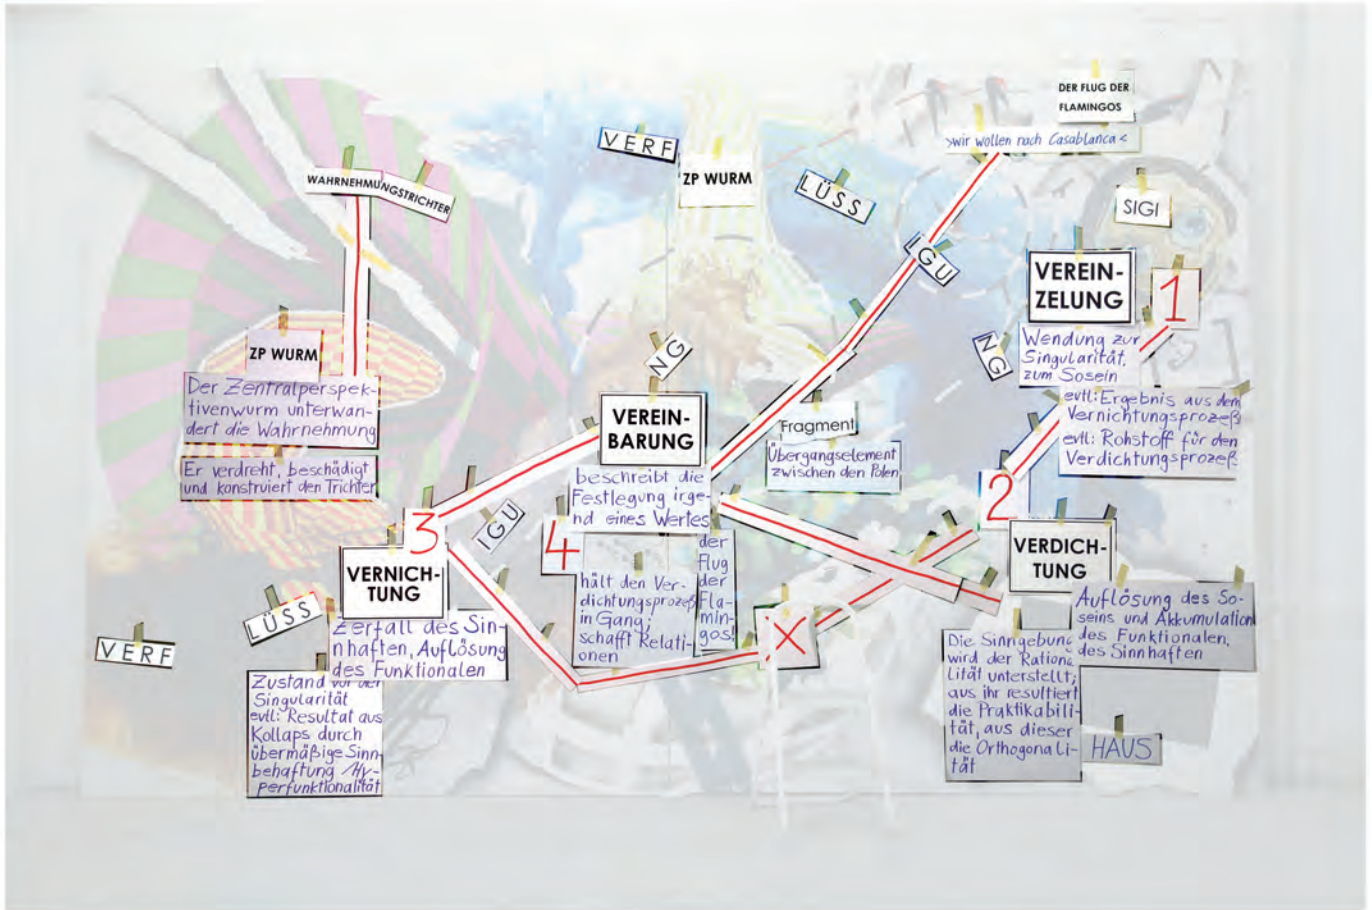 DER FLUG DER
FLAMINGOS
>wir wollen nach Casablanca<
VERF
ZP WURM
LÜSS
IGU
NG
WAHRNEHMUNGSTRICHTER
SIGI
VEREIN-
ZELUNG
1
Wendung zur
Singularität,
zum Sosein
evtl: Ergebnis aus dem
Vernichtungsprozeß
evtl: Rohstoff für den
Verdichtungsprozeß
ZP WURM
Der Zentralperspek-
tivenwurm unterwan-
dert die Wahrnehmung
Er verdreht, beschädigt
und konstruiert den Trichter
NG
VEREIN-
BARUNG
beschreibt die
Festlegung irge-
nd eines Wertes
Fragment
Übergangselement
zwischen den Polen
4
hält den Ver-
dichtungsprozeß
in Gang;
schafft Relati-
onen
der
Flug
der
Fla-
min-
gos!
2
VERDICH-
TUNG
Auflösung des So-
seins und Akkumulation
des Funktionalen,
des Sinnhaften
Die Sinngebung
wird der Rationa
lität unterstellt;
aus ihr resultiert
die Praktikabili-
tät, aus dieser
die Orthogonali-
tät
HAUS
X
3
IGU
VERNICH-
TUNG
Zerfall des Sin-
nhaften, Auflösung
des Funktionalen
LÜSS
VERF
Zustand vor der
Singularität
evtl: Resultat aus
Kollaps durch
übermäßige Sinn-
behaftung /Hy-
perfunktionalität